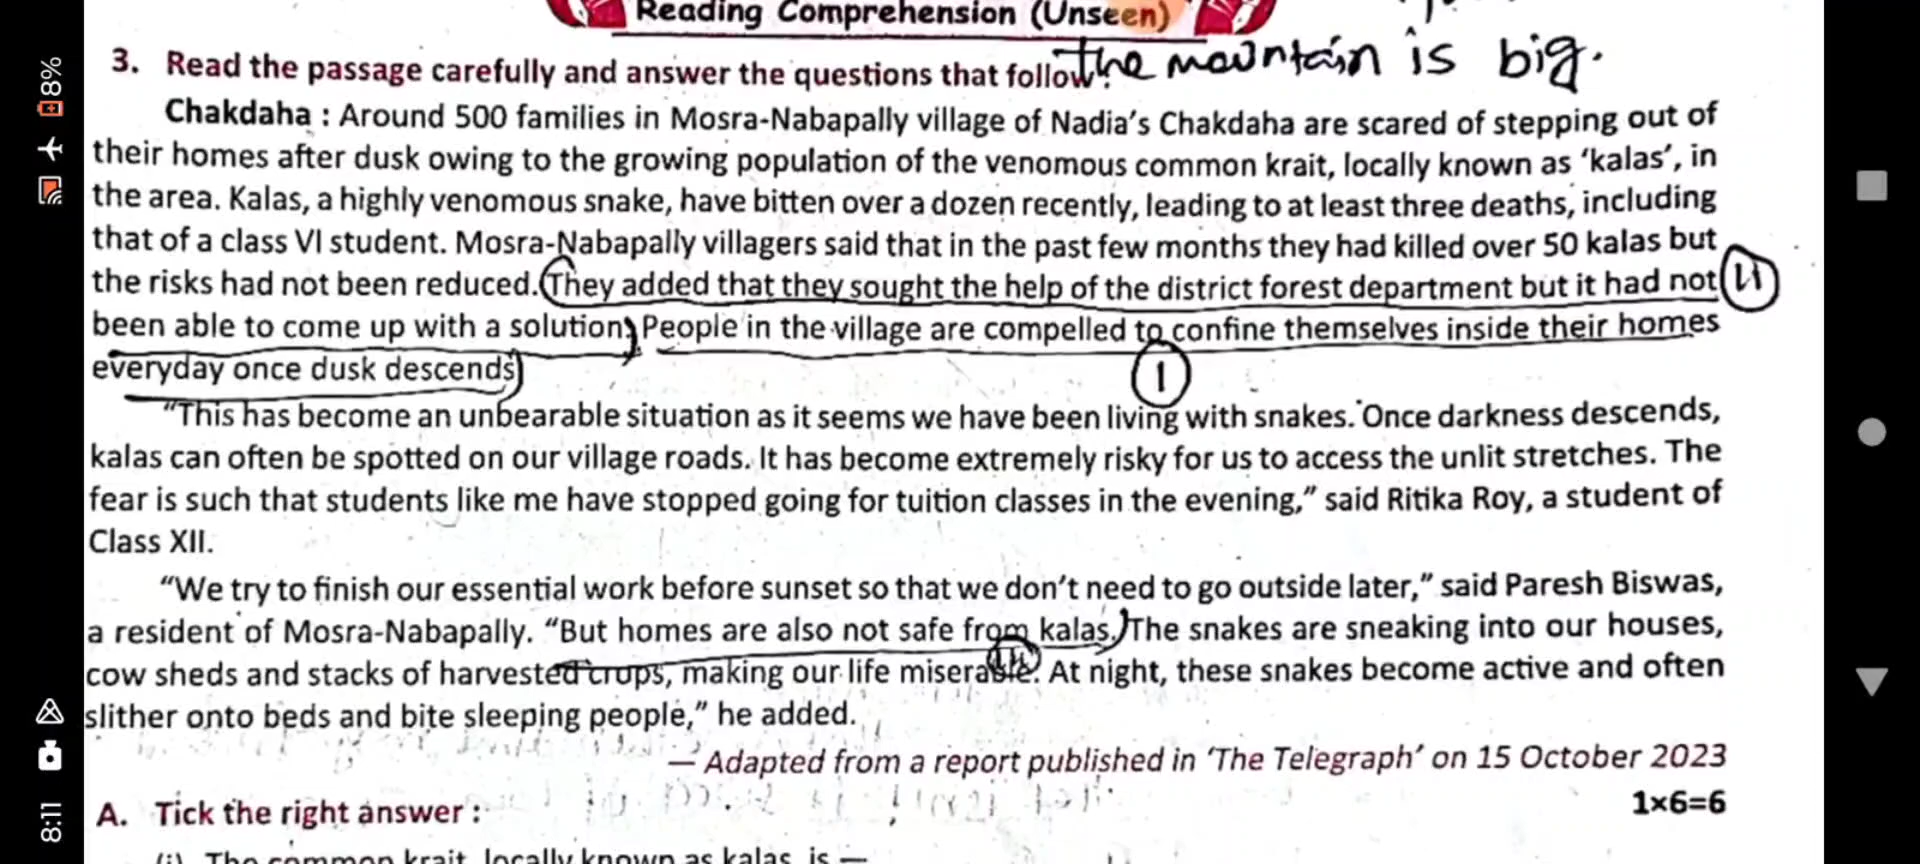 Reading Comprehension (Unseen)
the mountain is big.
3. Read the passage carefully and answer the questions that follow:
Chakdaha : Around 500 families in Mosra-Nabapally village of Nadia's Chakdaha are scared of stepping out of
their homes after dusk owing to the growing population of the venomous common krait, locally known as 'kalas', in
the area. Kalas, a highly venomous snake, have bitten over a dozen recently, leading to at least three deaths, including
that of a class VI student. Mosra-Nabapally villagers said that in the past few months they had killed over 50 kalas but
the risks had not been reduced. They added that they sought the help of the district forest department but it had not
been able to come up with a solution. People in the village are compelled to confine themselves inside their homes
everyday once dusk descends.
"This has become an unbearable situation as it seems we have been living with snakes. Once darkness descends,
kalas can often be spotted on our village roads. It has become extremely risky for us to access the unlit stretches. The
fear is such that students like me have stopped going for tuition classes in the evening," said Ritika Roy, a student of
Class XII.
"We try to finish our essential work before sunset so that we don't need to go outside later," said Paresh Biswas,
a resident of Mosra-Nabapally. "But homes are also not safe from kalas. The snakes are sneaking into our houses,
cow sheds and stacks of harvested crops, making our life miserable. At night, these snakes become active and often
slither onto beds and bite sleeping people," he added.
— Adapted from a report published in 'The Telegraph' on 15 October 2023
A. Tick the right answer : 1×6=6
(i) The common krait, locally known as kalas, is —
8%
8:11